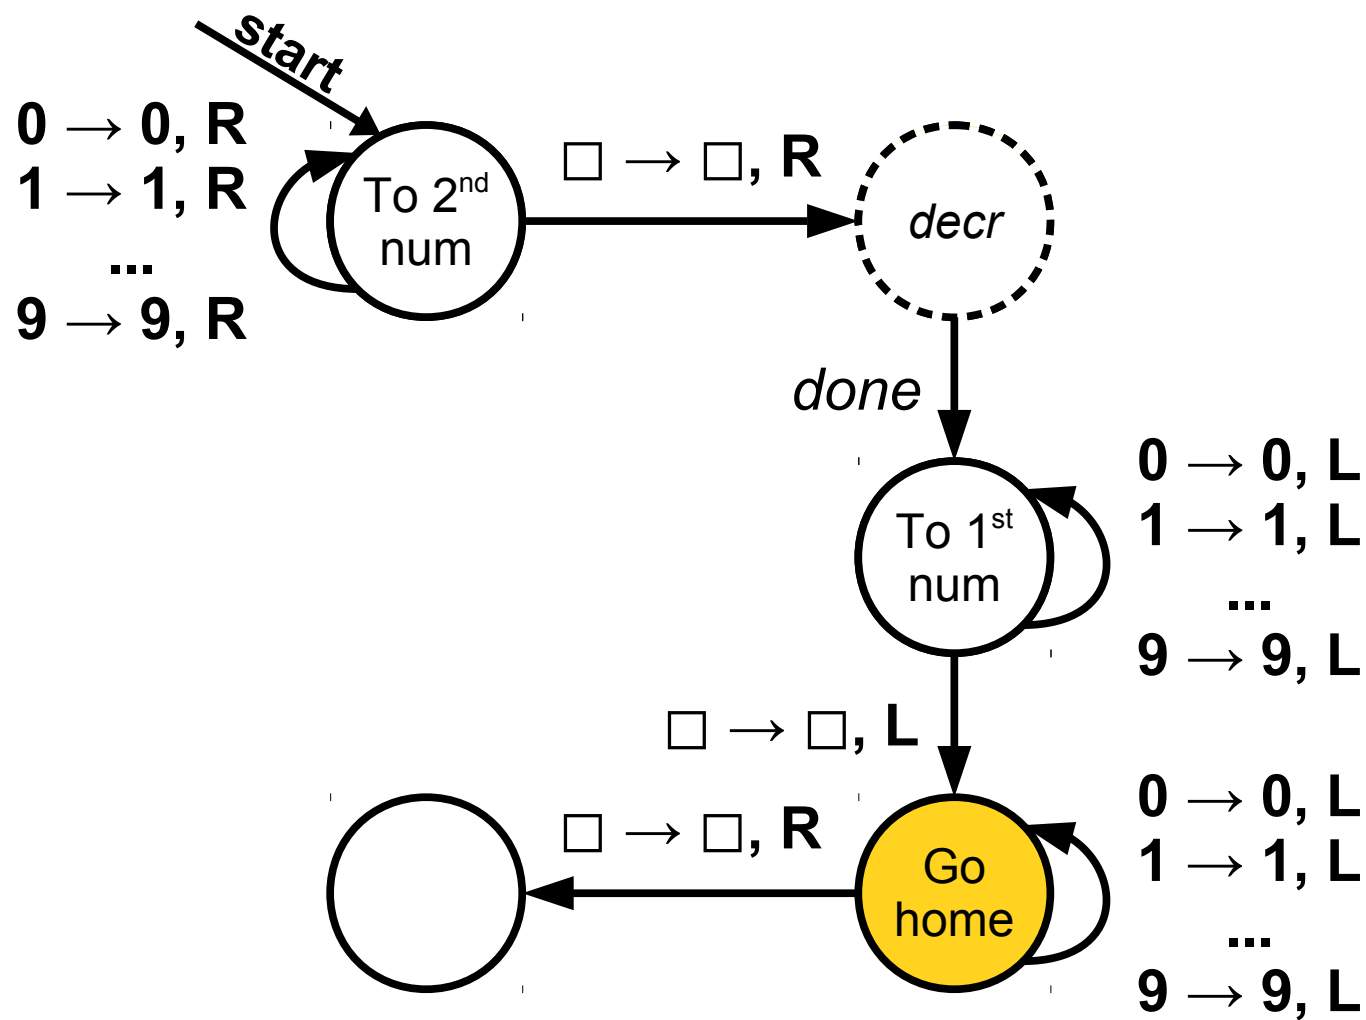 start
0 → 0, R
1 → 1, R
...
9 → 9, R
To 2nd
num
□ → □, R
decr
done
To 1st
num
0 → 0, L
1 → 1, L
...
9 → 9, L
□ → □, L
Go
home
0 → 0, L
1 → 1, L
...
9 → 9, L
□ → □, R